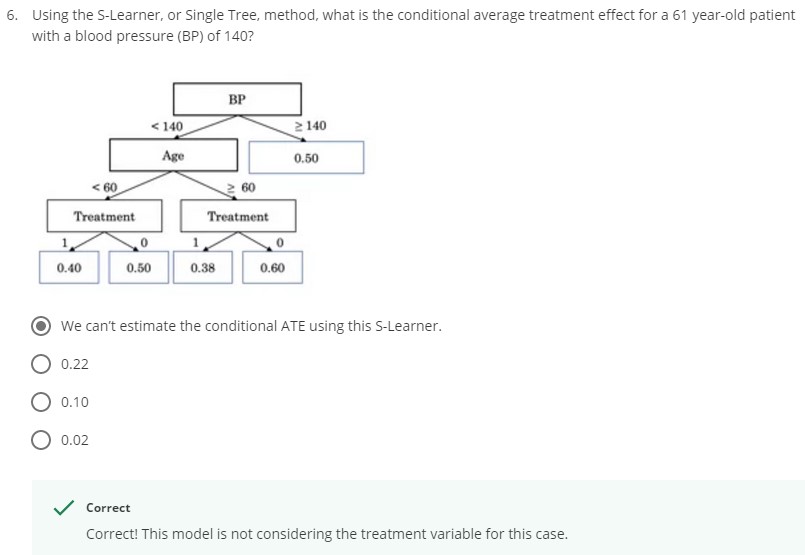 6. Using the S-Learner, or Single Tree, method, what is the conditional average treatment effect for a 61 year-old patient
with a blood pressure (BP) of 140?
BP
< 140
≥ 140
Age
0.50
< 60
≥ 60
Treatment
Treatment
1
0
1
0
0.40
0.50
0.38
0.60
We can't estimate the conditional ATE using this S-Learner.
0.22
0.10
0.02
Correct
Correct! This model is not considering the treatment variable for this case.